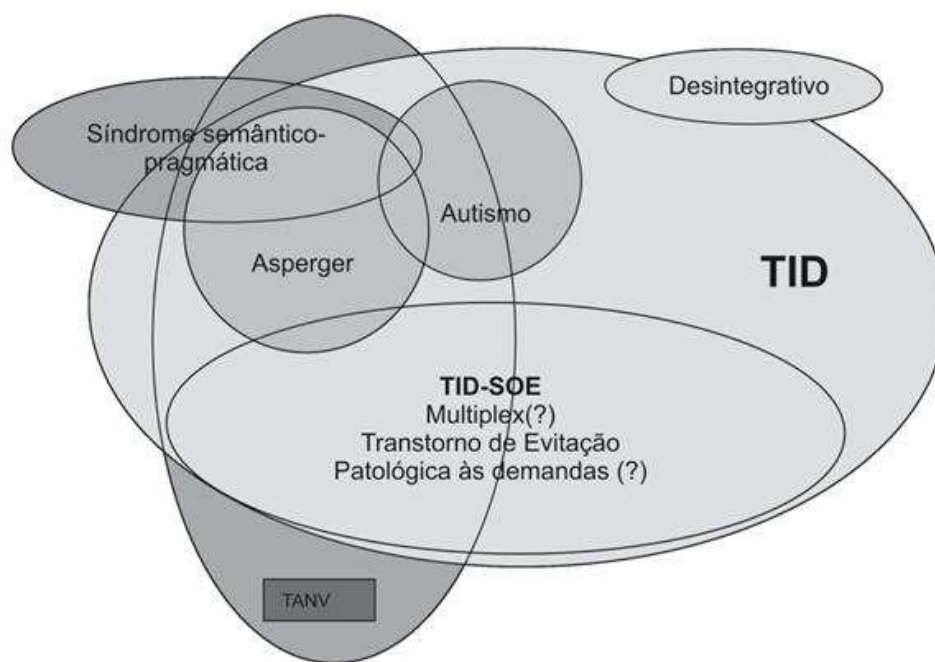 Desintegrativo
Síndrome semântico-
pragmática
Autismo
Asperger
TID
TID-SOE
Multiplex(?)
Transtorno de Evitação
Patológica às demandas (?)
TANV